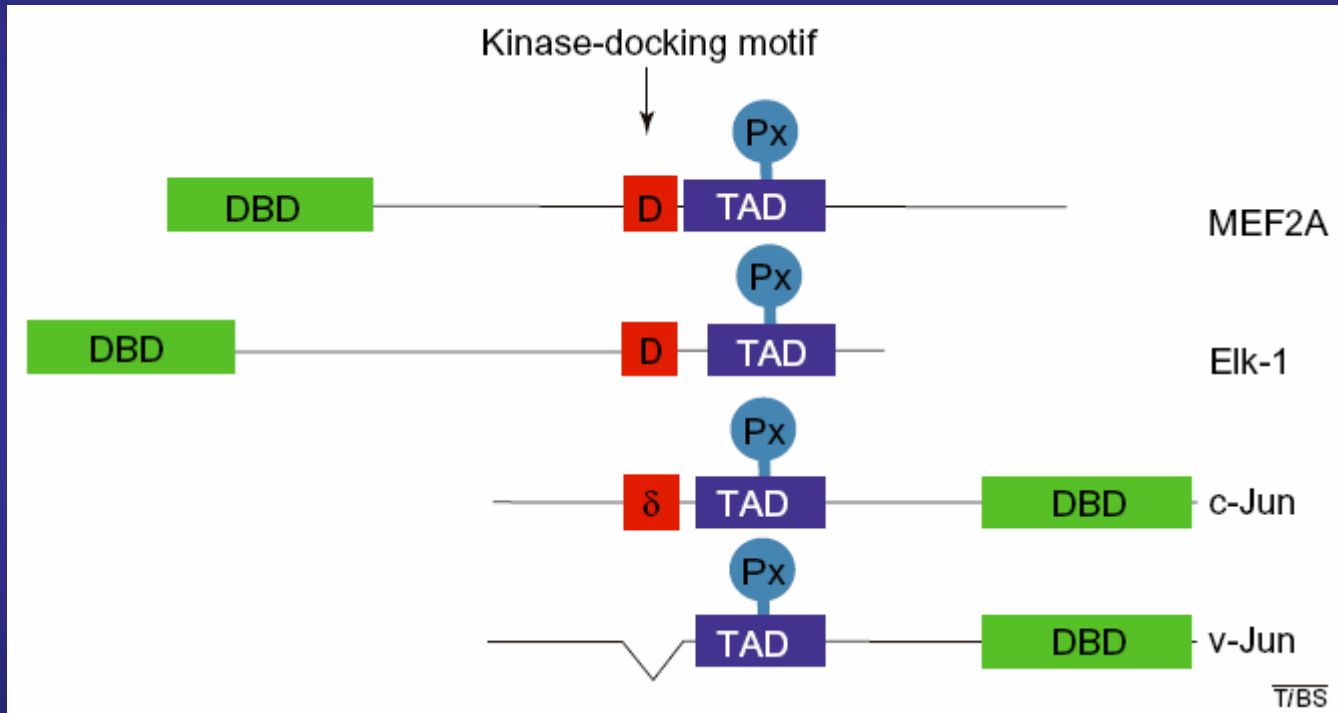 Kinase-docking motif
Px
DBD D TAD MEF2A
Px
DBD D TAD Elk-1
Px
δ TAD DBD c-Jun
Px
TAD DBD v-Jun
TiBS